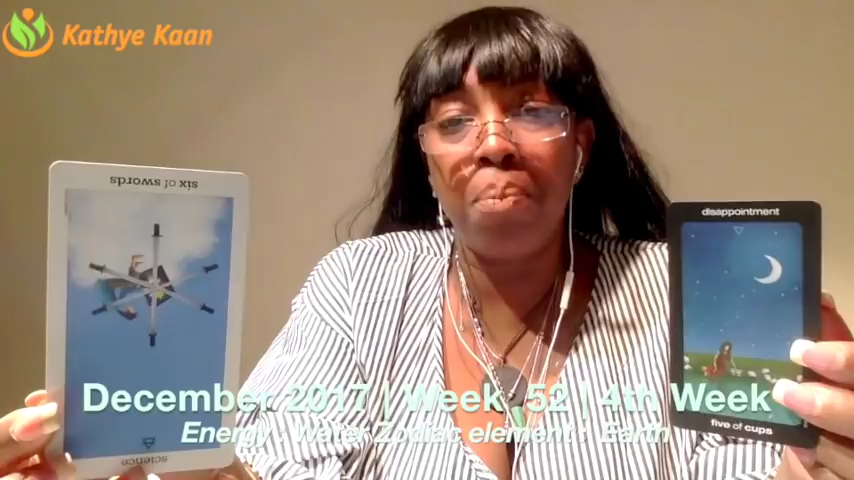 Kathye Kaan
six of swords
science
disappointment
five of cups
December 2017 | Week 52 | 4th Week
Energy : Water Zodiac element : Earth